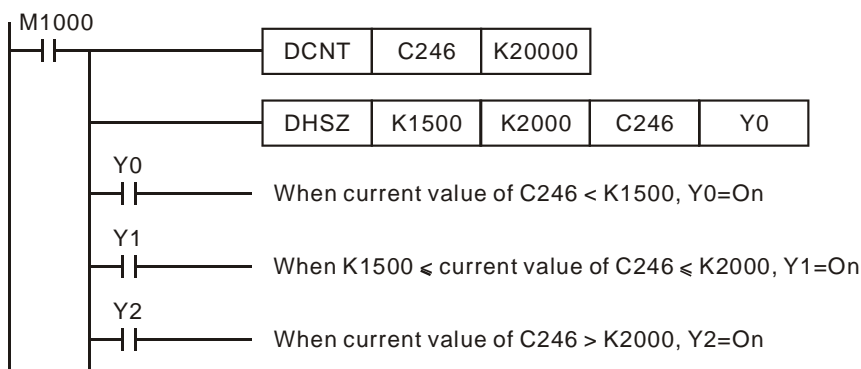 M1000
DCNT C246 K20000
DHSZ K1500 K2000 C246 Y0
Y0
When current value of C246 < K1500, Y0=On
Y1
When K1500 ⩽ current value of C246 ⩽ K2000, Y1=On
Y2
When current value of C246 > K2000, Y2=On